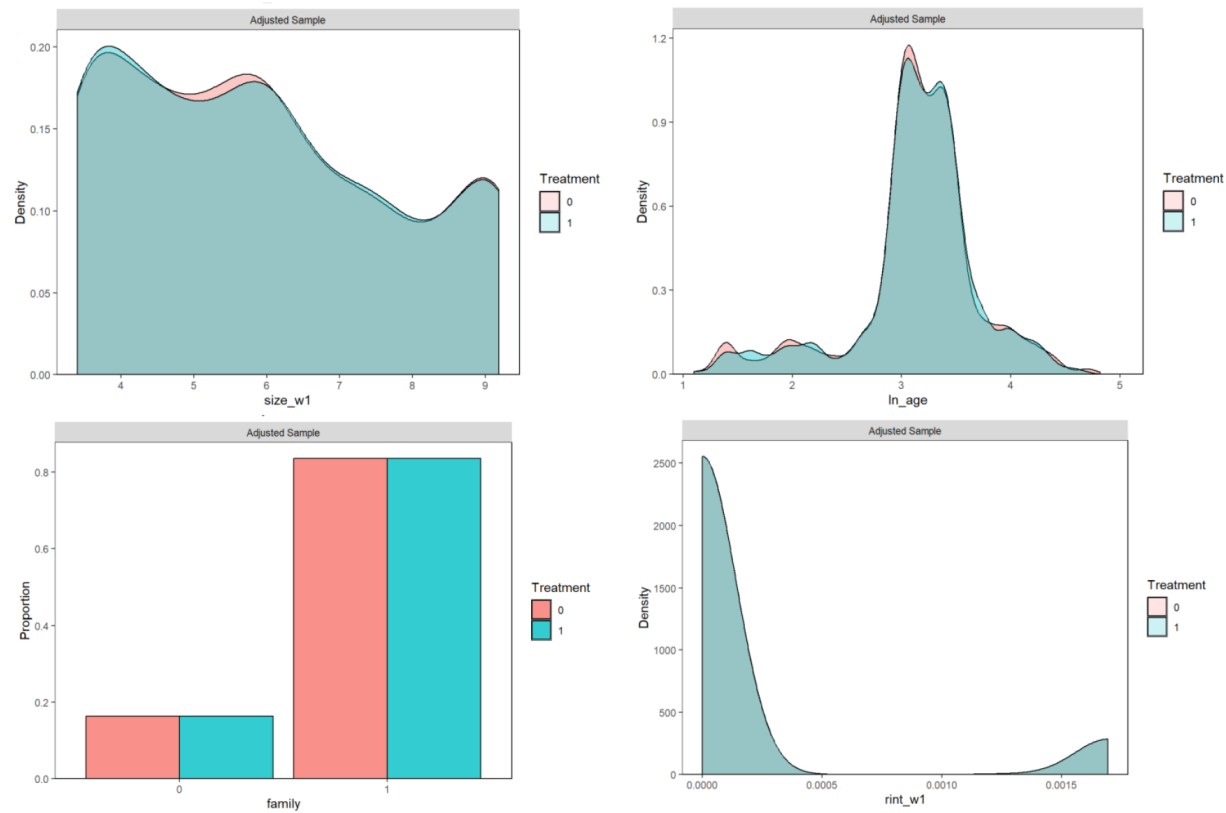 Adjusted Sample
0.20
0.15
0.10
0.05
0.00
Density
4 5 6 7 8 9
size_w1
Treatment
0
1
Adjusted Sample
1.2
0.9
0.6
0.3
0.0
Density
1 2 3 4 5
ln_age
Treatment
0
1
Adjusted Sample
0.8
0.6
0.4
0.2
0.0
Proportion
0 1
family
Treatment
0
1
Adjusted Sample
2500
2000
1500
1000
500
0
Density
0.0000 0.0005 0.0010 0.0015
rint_w1
Treatment
0
1